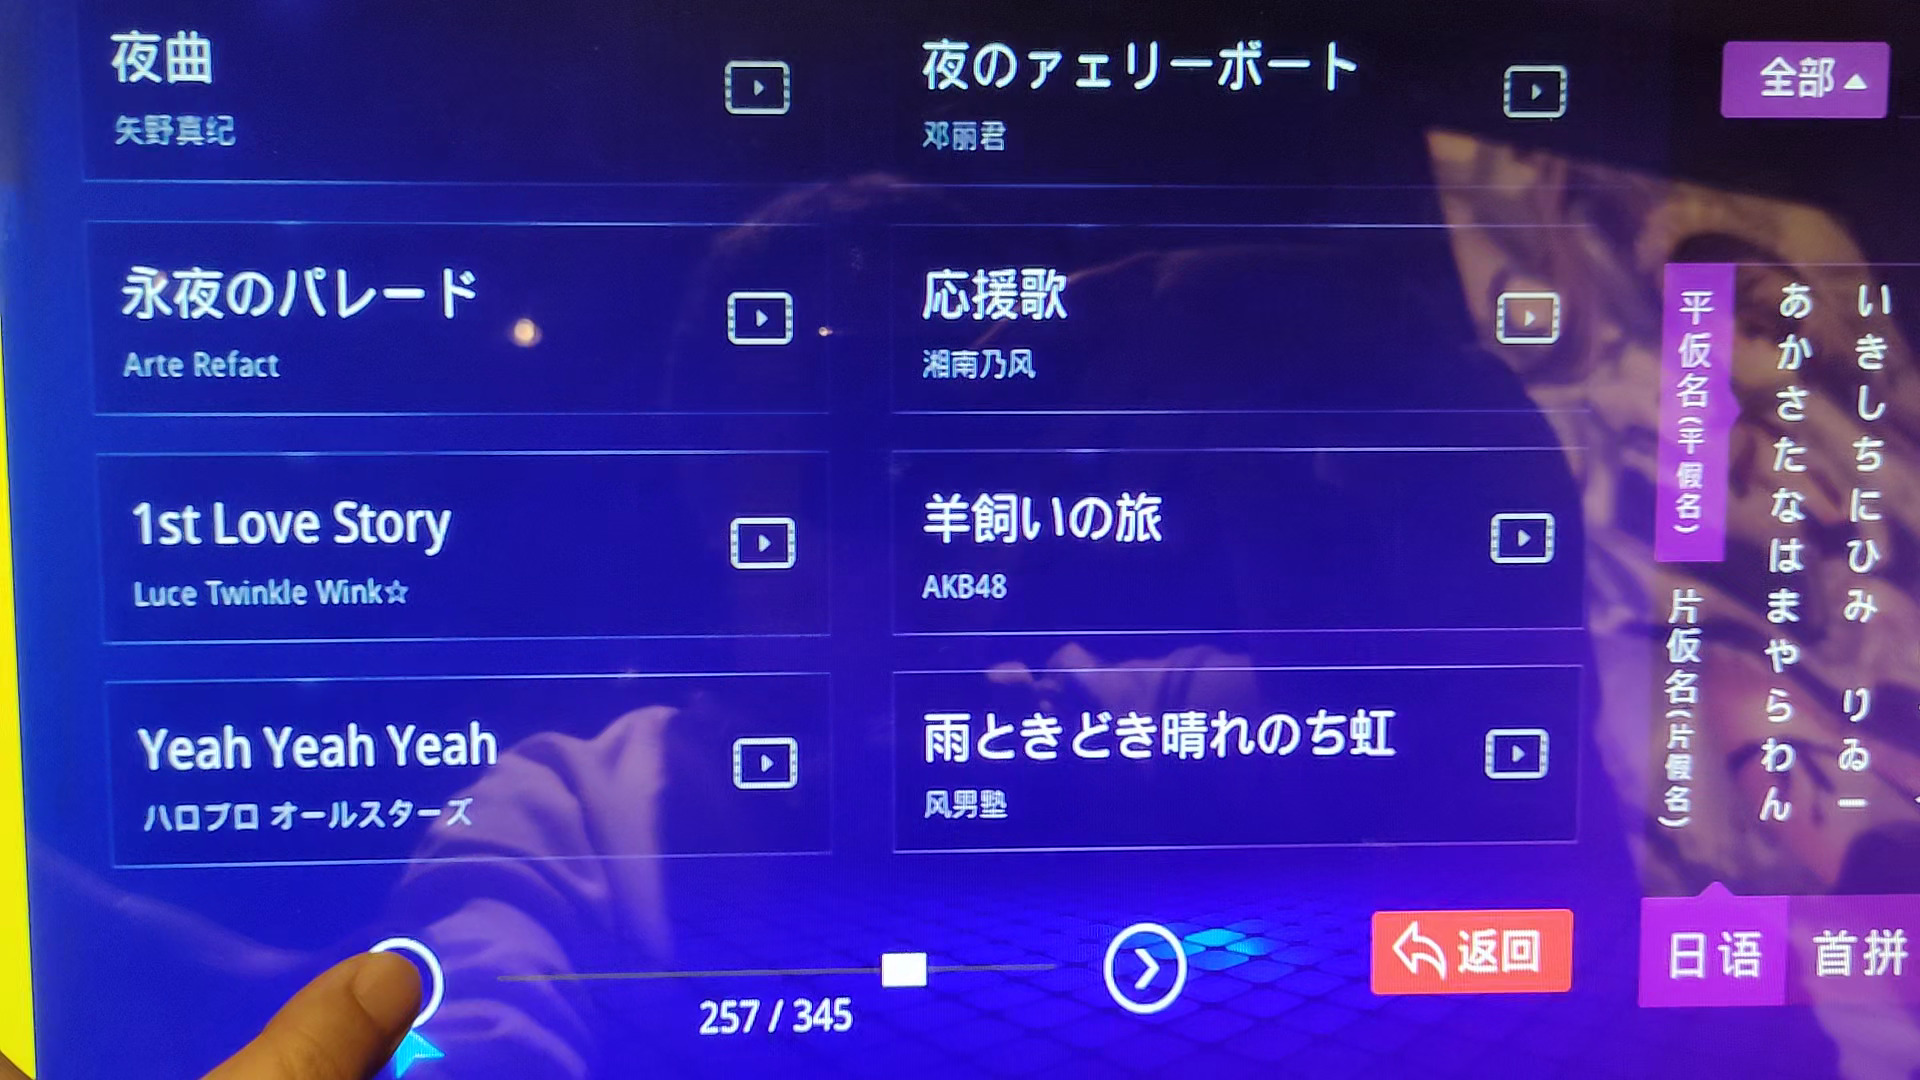 夜曲
矢野真纪
夜のァェリーボート
邓丽君
永夜のパレード
Arte Refact
応援歌
湘南乃风
1st Love Story
Luce Twinkle Wink☆
羊飼いの旅
AKB48
Yeah Yeah Yeah
ハロプロ オールスターズ
雨ときどき晴れのち虹
风男塾
257 / 345
返回
全部
平仮名(平假名)
片仮名(片假名)
あかさたなはまやらわん
いきしちにひみ りゐー
日语
首拼